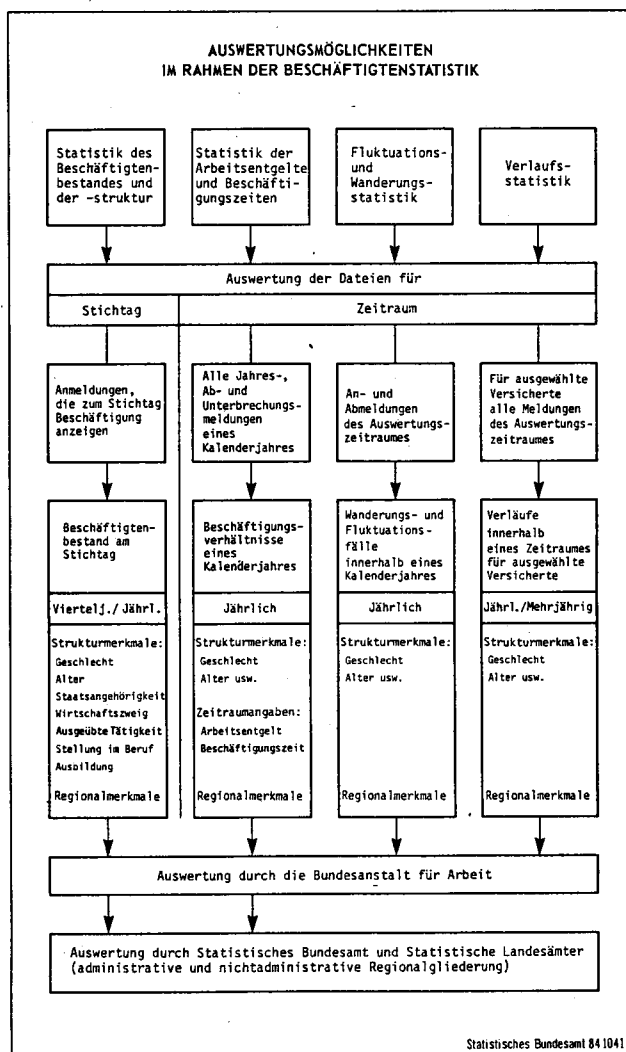 AUSWERTUNGSMÖGLICHKEITEN
IM RAHMEN DER BESCHÄFTIGTENSTATISTIK
Statistik des
Beschäftigten-
bestandes und
der -struktur
Statistik der
Arbeitsentgelte
und Beschäfti-
gungszeiten
Fluktuations-
und
Wanderungs-
statistik
Verlaufs-
statistik
Auswertung der Dateien für
Stichtag
Zeitraum
Anmeldungen,
die zum Stichtag
Beschäftigung
anzeigen
Alle Jahres-,
Ab- und
Unterbrechungs-
meldungen
eines
Kalenderjahres
An- und
Abmeldungen
des Auswertungs-
zeitraumes
Für ausgewählte
Versicherte
alle Meldungen
des Auswertungs-
zeitraumes
Beschäftigten-
bestand am
Stichtag
Beschäftigungs-
verhältnisse
eines
Kalenderjahres
Wanderungs- und
Fluktuations-
fälle
innerhalb eines
Kalenderjahres
Verläufe
innerhalb
eines Zeitraumes
für ausgewählte
Versicherte
Viertelj./Jährl.
Jährlich
Jährlich
Jährl./Mehrjährig
Strukturmerkmale:
Geschlecht
Alter
Staatsangehörigkeit
Wirtschaftszweig
Ausgeübte Tätigkeit
Stellung im Beruf
Ausbildung
Regionalmerkmale
Strukturmerkmale:
Geschlecht
Alter usw.
Zeitraumangaben:
Arbeitsentgelt
Beschäftigungszeit
Regionalmerkmale
Strukturmerkmale:
Geschlecht
Alter usw.
Regionalmerkmale
Strukturmerkmale:
Geschlecht
Alter usw.
Regionalmerkmale
Auswertung durch die Bundesanstalt für Arbeit
Auswertung durch Statistisches Bundesamt und Statistische Landesämter
(administrative und nichtadministrative Regionalgliederung)
Statistisches Bundesamt 84 1041